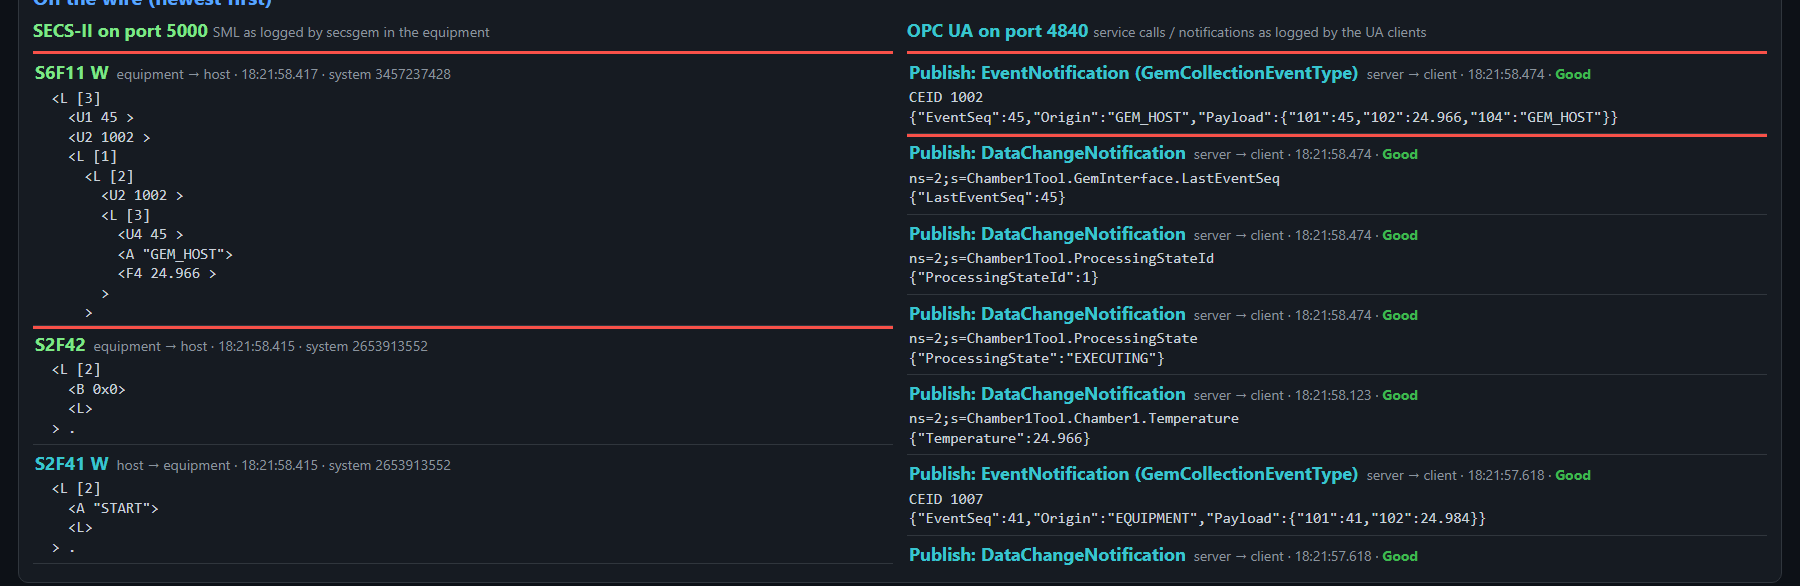 On the wire (newest first)
SECS-II on port 5000 SML as logged by secsgem in the equipment
S6F11 W equipment → host · 18:21:58.417 · system 3457237428
<L [3]
<U1 45 >
<U2 1002 >
<L [1]
<L [2]
<U2 1002 >
<L [3]
<U4 45 >
<A "GEM_HOST">
<F4 24.966 >
>
>
S2F42 equipment → host · 18:21:58.415 · system 2653913552
<L [2]
<B 0x0>
<L>
> .
S2F41 W host → equipment · 18:21:58.415 · system 2653913552
<L [2]
<A "START">
<L>
> .
OPC UA on port 4840 service calls / notifications as logged by the UA clients
Publish: EventNotification (GemCollectionEventType) server → client · 18:21:58.474 · Good
CEID 1002
{"EventSeq":45,"Origin":"GEM_HOST","Payload":{"101":45,"102":24.966,"104":"GEM_HOST"}}
Publish: DataChangeNotification server → client · 18:21:58.474 · Good
ns=2;s=Chamber1Tool.GemInterface.LastEventSeq
{"LastEventSeq":45}
Publish: DataChangeNotification server → client · 18:21:58.474 · Good
ns=2;s=Chamber1Tool.ProcessingStateId
{"ProcessingStateId":1}
Publish: DataChangeNotification server → client · 18:21:58.474 · Good
ns=2;s=Chamber1Tool.ProcessingState
{"ProcessingState":"EXECUTING"}
Publish: DataChangeNotification server → client · 18:21:58.123 · Good
ns=2;s=Chamber1Tool.Chamber1.Temperature
{"Temperature":24.966}
Publish: EventNotification (GemCollectionEventType) server → client · 18:21:57.618 · Good
CEID 1007
{"EventSeq":41,"Origin":"EQUIPMENT","Payload":{"101":41,"102":24.984}}
Publish: DataChangeNotification server → client · 18:21:57.618 · Good